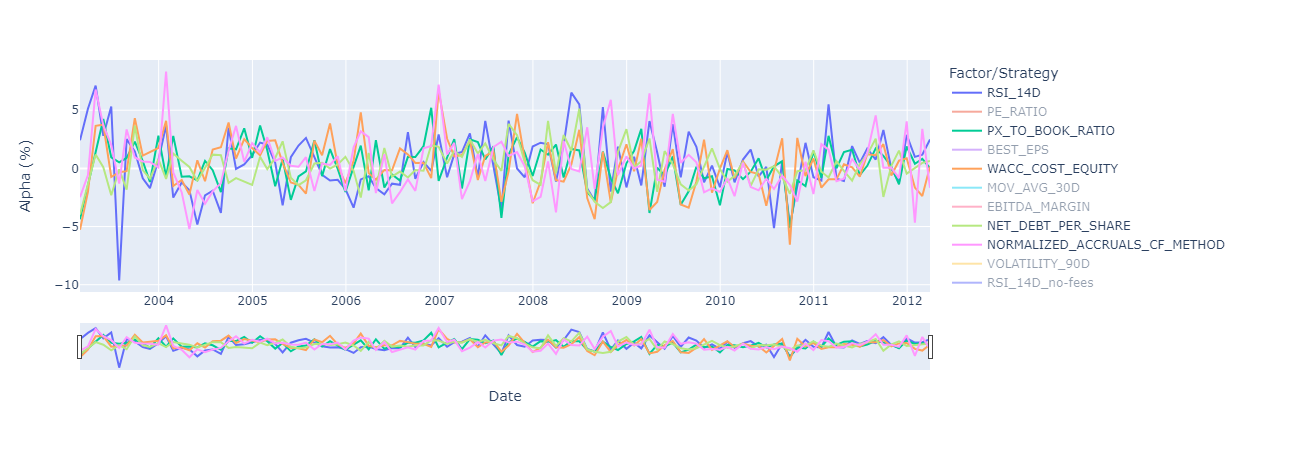 Factor/Strategy
RSI_14D
PE_RATIO
PX_TO_BOOK_RATIO
BEST_EPS
WACC_COST_EQUITY
MOV_AVG_30D
EBITDA_MARGIN
NET_DEBT_PER_SHARE
NORMALIZED_ACCRUALS_CF_METHOD
VOLATILITY_90D
RSI_14D_no-fees
Alpha (%)
5
0
−5
−10
2004 2005 2006 2007 2008 2009 2010 2011 2012
Date